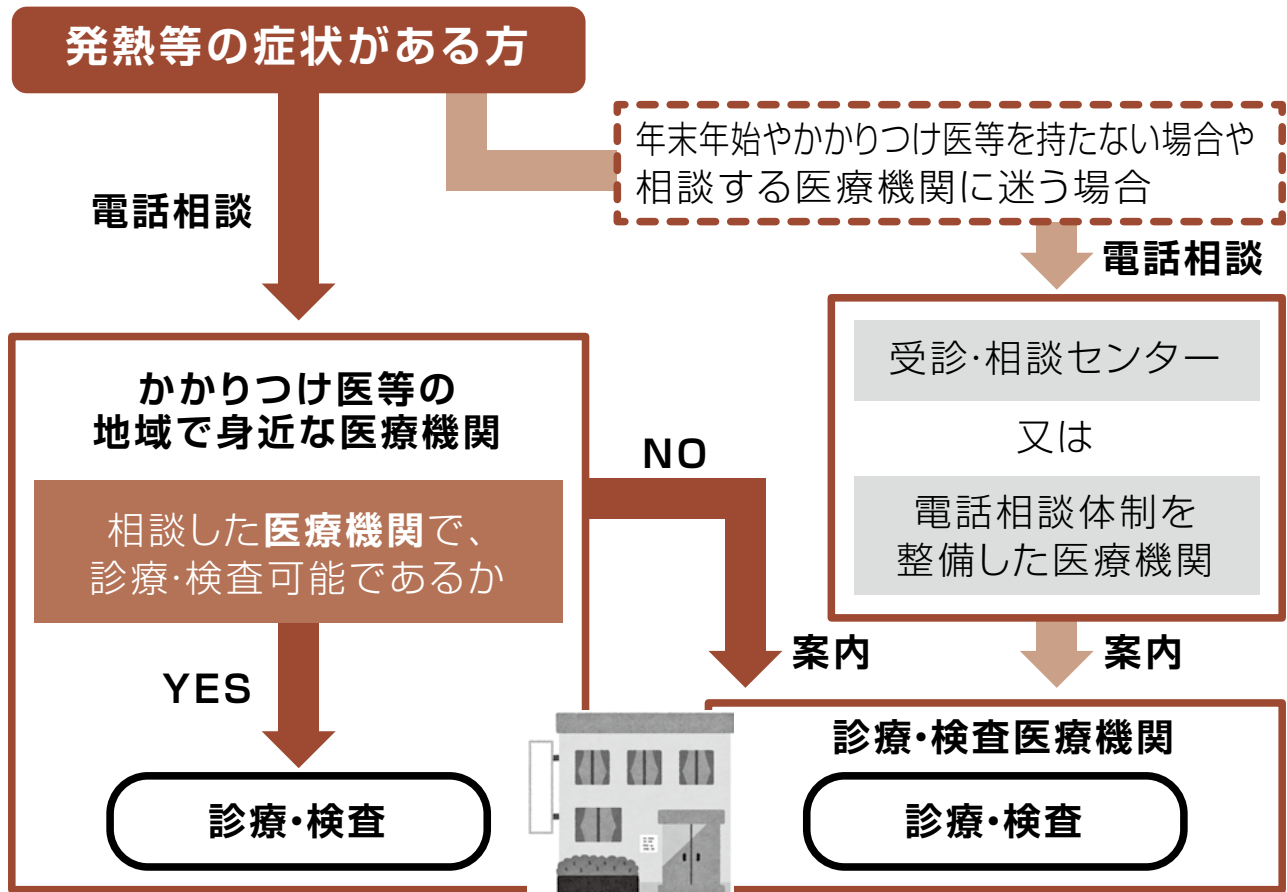 発熱等の症状がある方
電話相談
年末年始やかかりつけ医等を持たない場合や
相談する医療機関に迷う場合
電話相談
かかりつけ医等の
地域で身近な医療機関
相談した医療機関で、
診療・検査可能であるか
YES
診療・検査
NO
案内
受診・相談センター
又は
電話相談体制を
整備した医療機関
案内
診療・検査医療機関
診療・検査